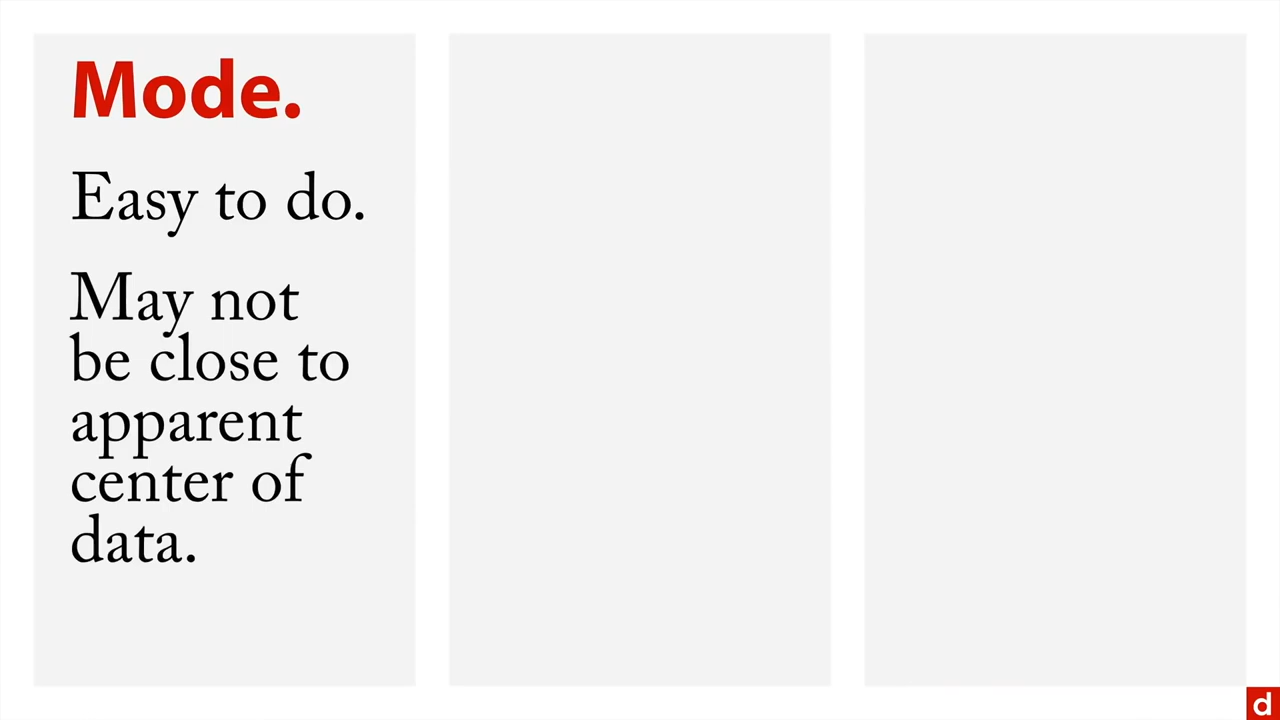 Mode.
Easy to do.
May not
be close to
apparent
center of
data.
d